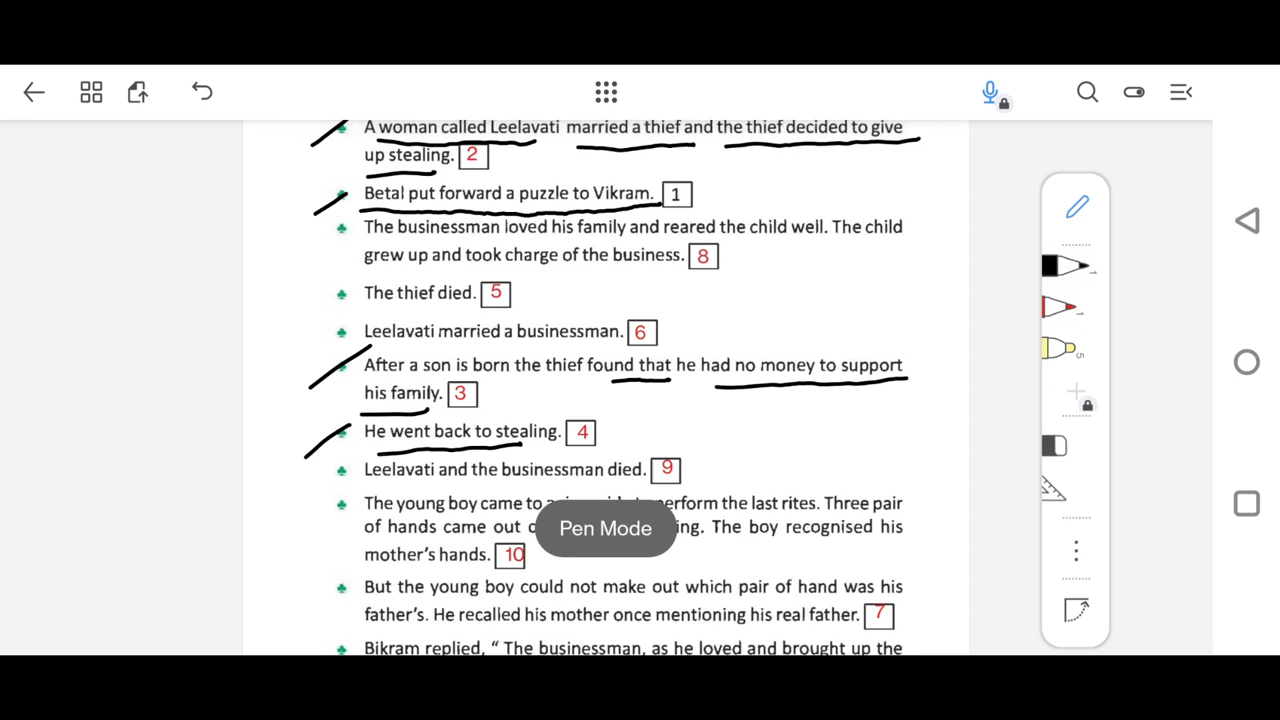 A woman called Leelavati married a thief and the thief decided to give
up stealing. 2
Betal put forward a puzzle to Vikram. 1
The businessman loved his family and reared the child well. The child
grew up and took charge of the business. 8
The thief died. 5
Leelavati married a businessman. 6
After a son is born the thief found that he had no money to support
his family. 3
He went back to stealing. 4
Leelavati and the businessman died. 9
The young boy came to a perform the last rites. Three pair
of hands came out The boy recognised his
Pen Mode
mother's hands. 10
But the young boy could not make out which pair of hand was his
father's. He recalled his mother once mentioning his real father. 7
Bikram replied, “ The businessman, as he loved and brought up the
1
1
5